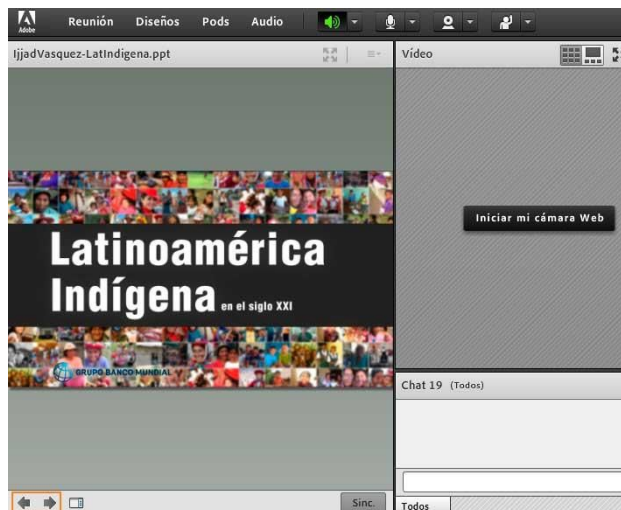 Adobe
Reunión Diseños Pods Audio
IjjadVasquez-LatIndigena.ppt
Vídeo
Iniciar mi cámara Web
Latinoamérica
Indígena en el siglo XXI
GRUPO BANCO MUNDIAL
Chat 19 (Todos)
Sinc.
Todos